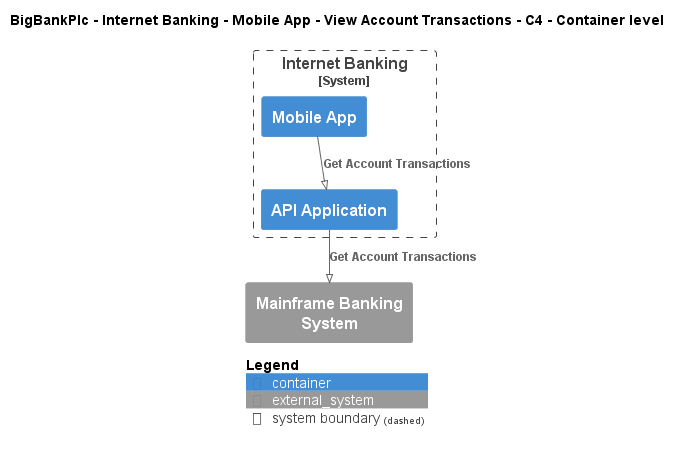 BigBankPlc - Internet Banking - Mobile App - View Account Transactions - C4 - Container level
Internet Banking
[System]
Mobile App
Get Account Transactions
API Application
Get Account Transactions
Mainframe Banking
System
Legend
container
external_system
system boundary (dashed)